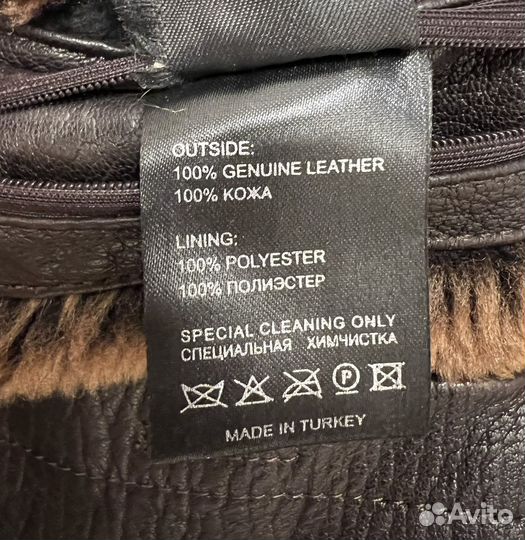 OUTSIDE:
100% GENUINE LEATHER
100% КОЖА
LINING:
100% POLYESTER
100% ПОЛИЭСТЕР
SPECIAL CLEANING ONLY
СПЕЦИАЛЬНАЯ ХИМЧИСТКА
P
MADE IN TURKEY
Avito